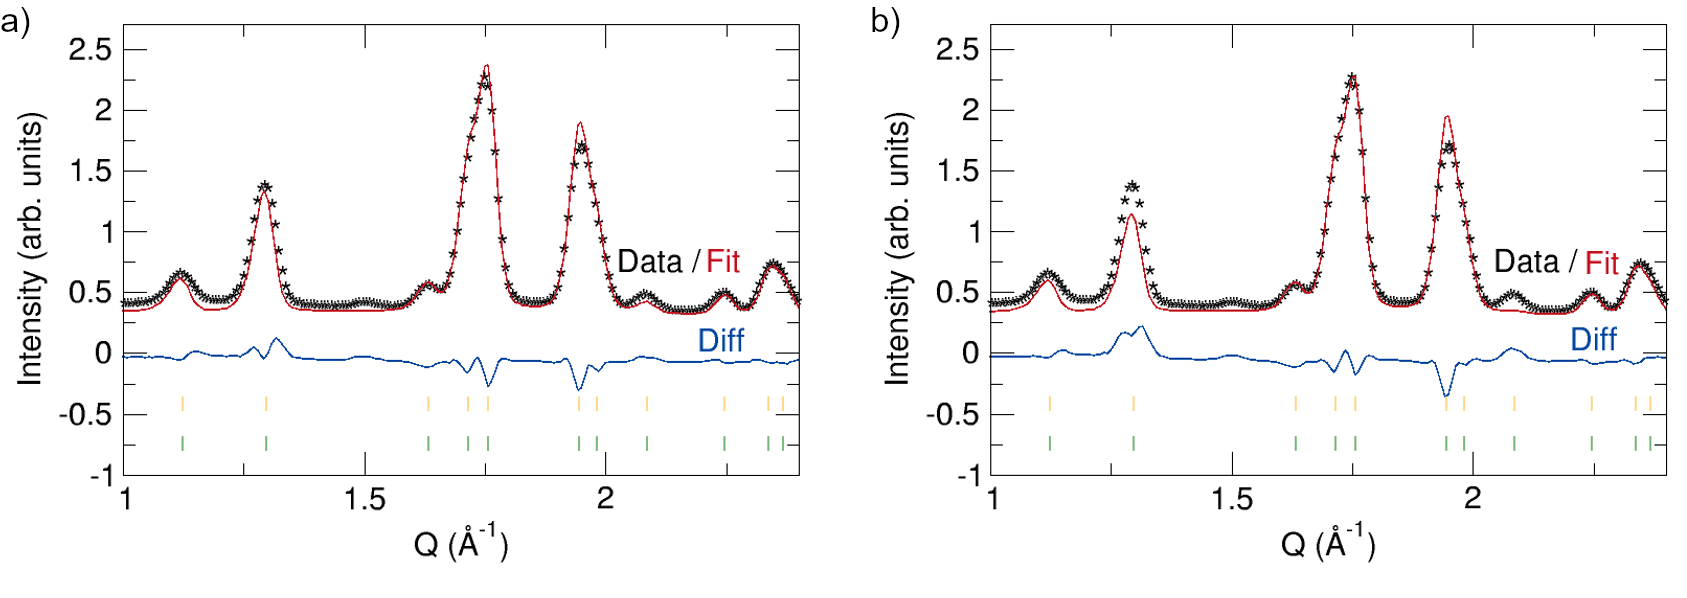 a)
2.5
2
1.5
1
0.5
0
-0.5
-1
Intensity (arb. units)
Data / Fit
Diff
1 1.5 2
Q (Å-1)
b)
2.5
2
1.5
1
0.5
0
-0.5
-1
Intensity (arb. units)
Data / Fit
Diff
1 1.5 2
Q (Å-1)